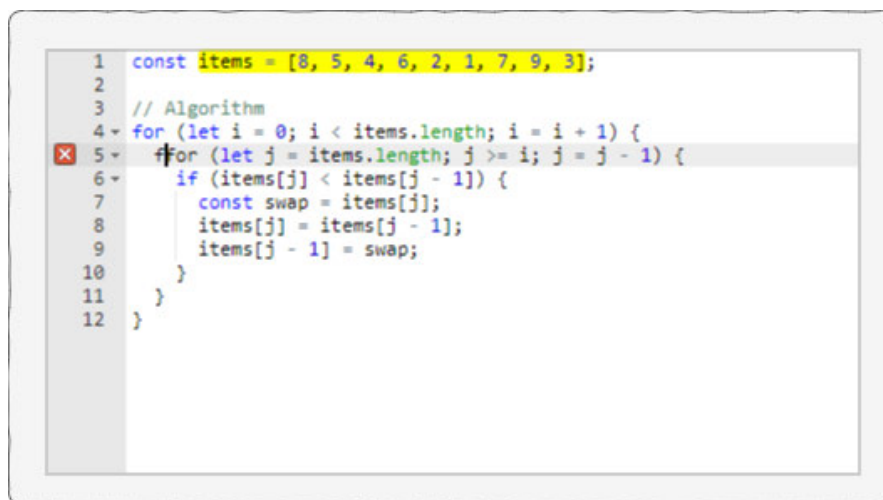 1 const items = [8, 5, 4, 6, 2, 1, 7, 9, 3];
2
3 // Algorithm
4 for (let i = 0; i < items.length; i = i + 1) {
5 ffor (let j = items.length; j >= i; j = j - 1) {
6 if (items[j] < items[j - 1]) {
7 const swap = items[j];
8 items[j] = items[j - 1];
9 items[j - 1] = swap;
10 }
11 }
12 }